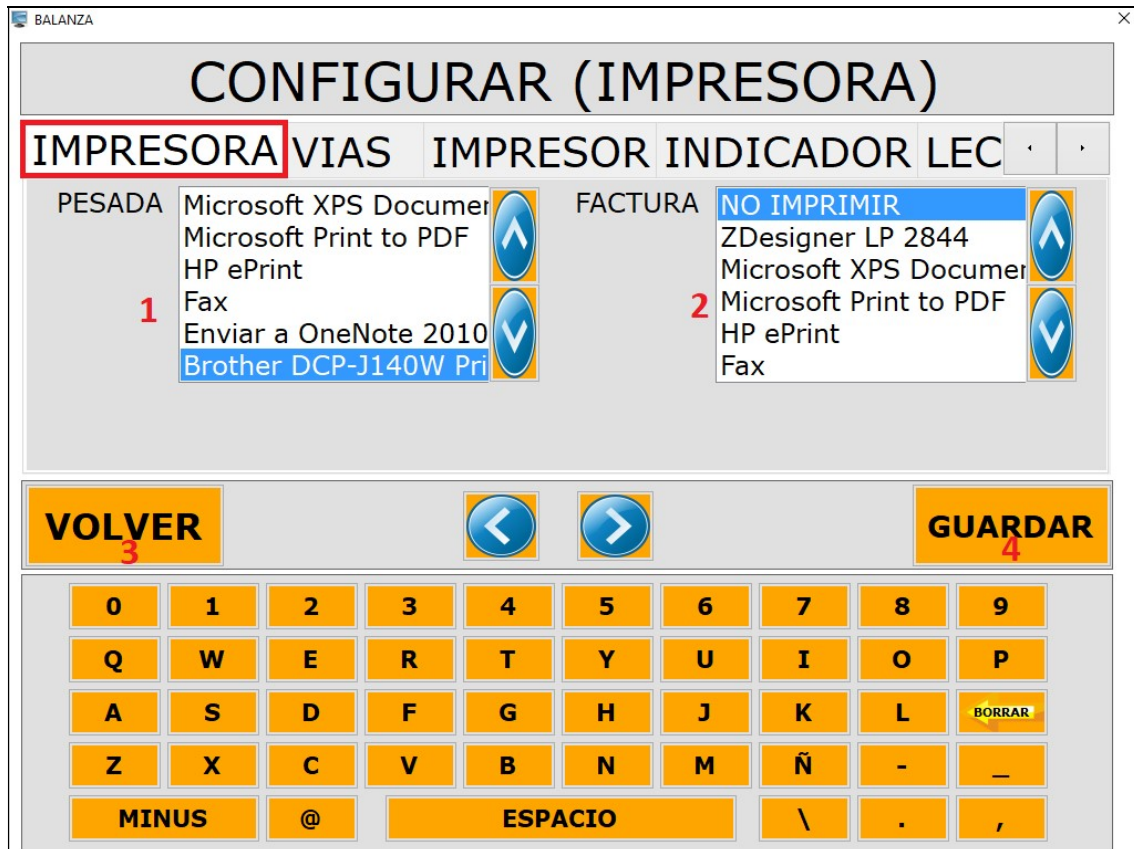 BALANZA
CONFIGURAR (IMPRESORA)
IMPRESORA VIAS IMPRESOR INDICADOR LEC
PESADA
Microsoft XPS Documen
Microsoft Print to PDF
HP ePrint
Fax
Enviar a OneNote 2010
Brother DCP-J140W Pri
1
FACTURA
NO IMPRIMIR
ZDesigner LP 2844
Microsoft XPS Documen
Microsoft Print to PDF
HP ePrint
Fax
2
VOLVER
3
GUARDAR
4
0 1 2 3 4 5 6 7 8 9
Q W E R T Y U I O P
A S D F G H J K L BORRAR
Z X C V B N M Ñ - _
MINUS @ ESPACIO \ . ,